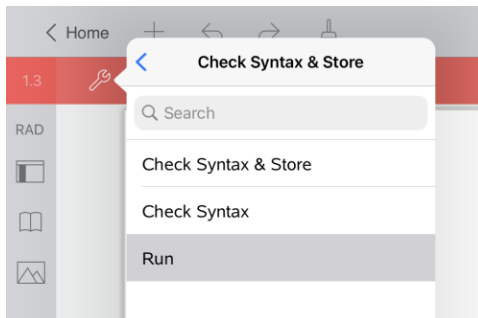 Home
Check Syntax & Store
1.3
Search
RAD
Check Syntax & Store
Check Syntax
Run